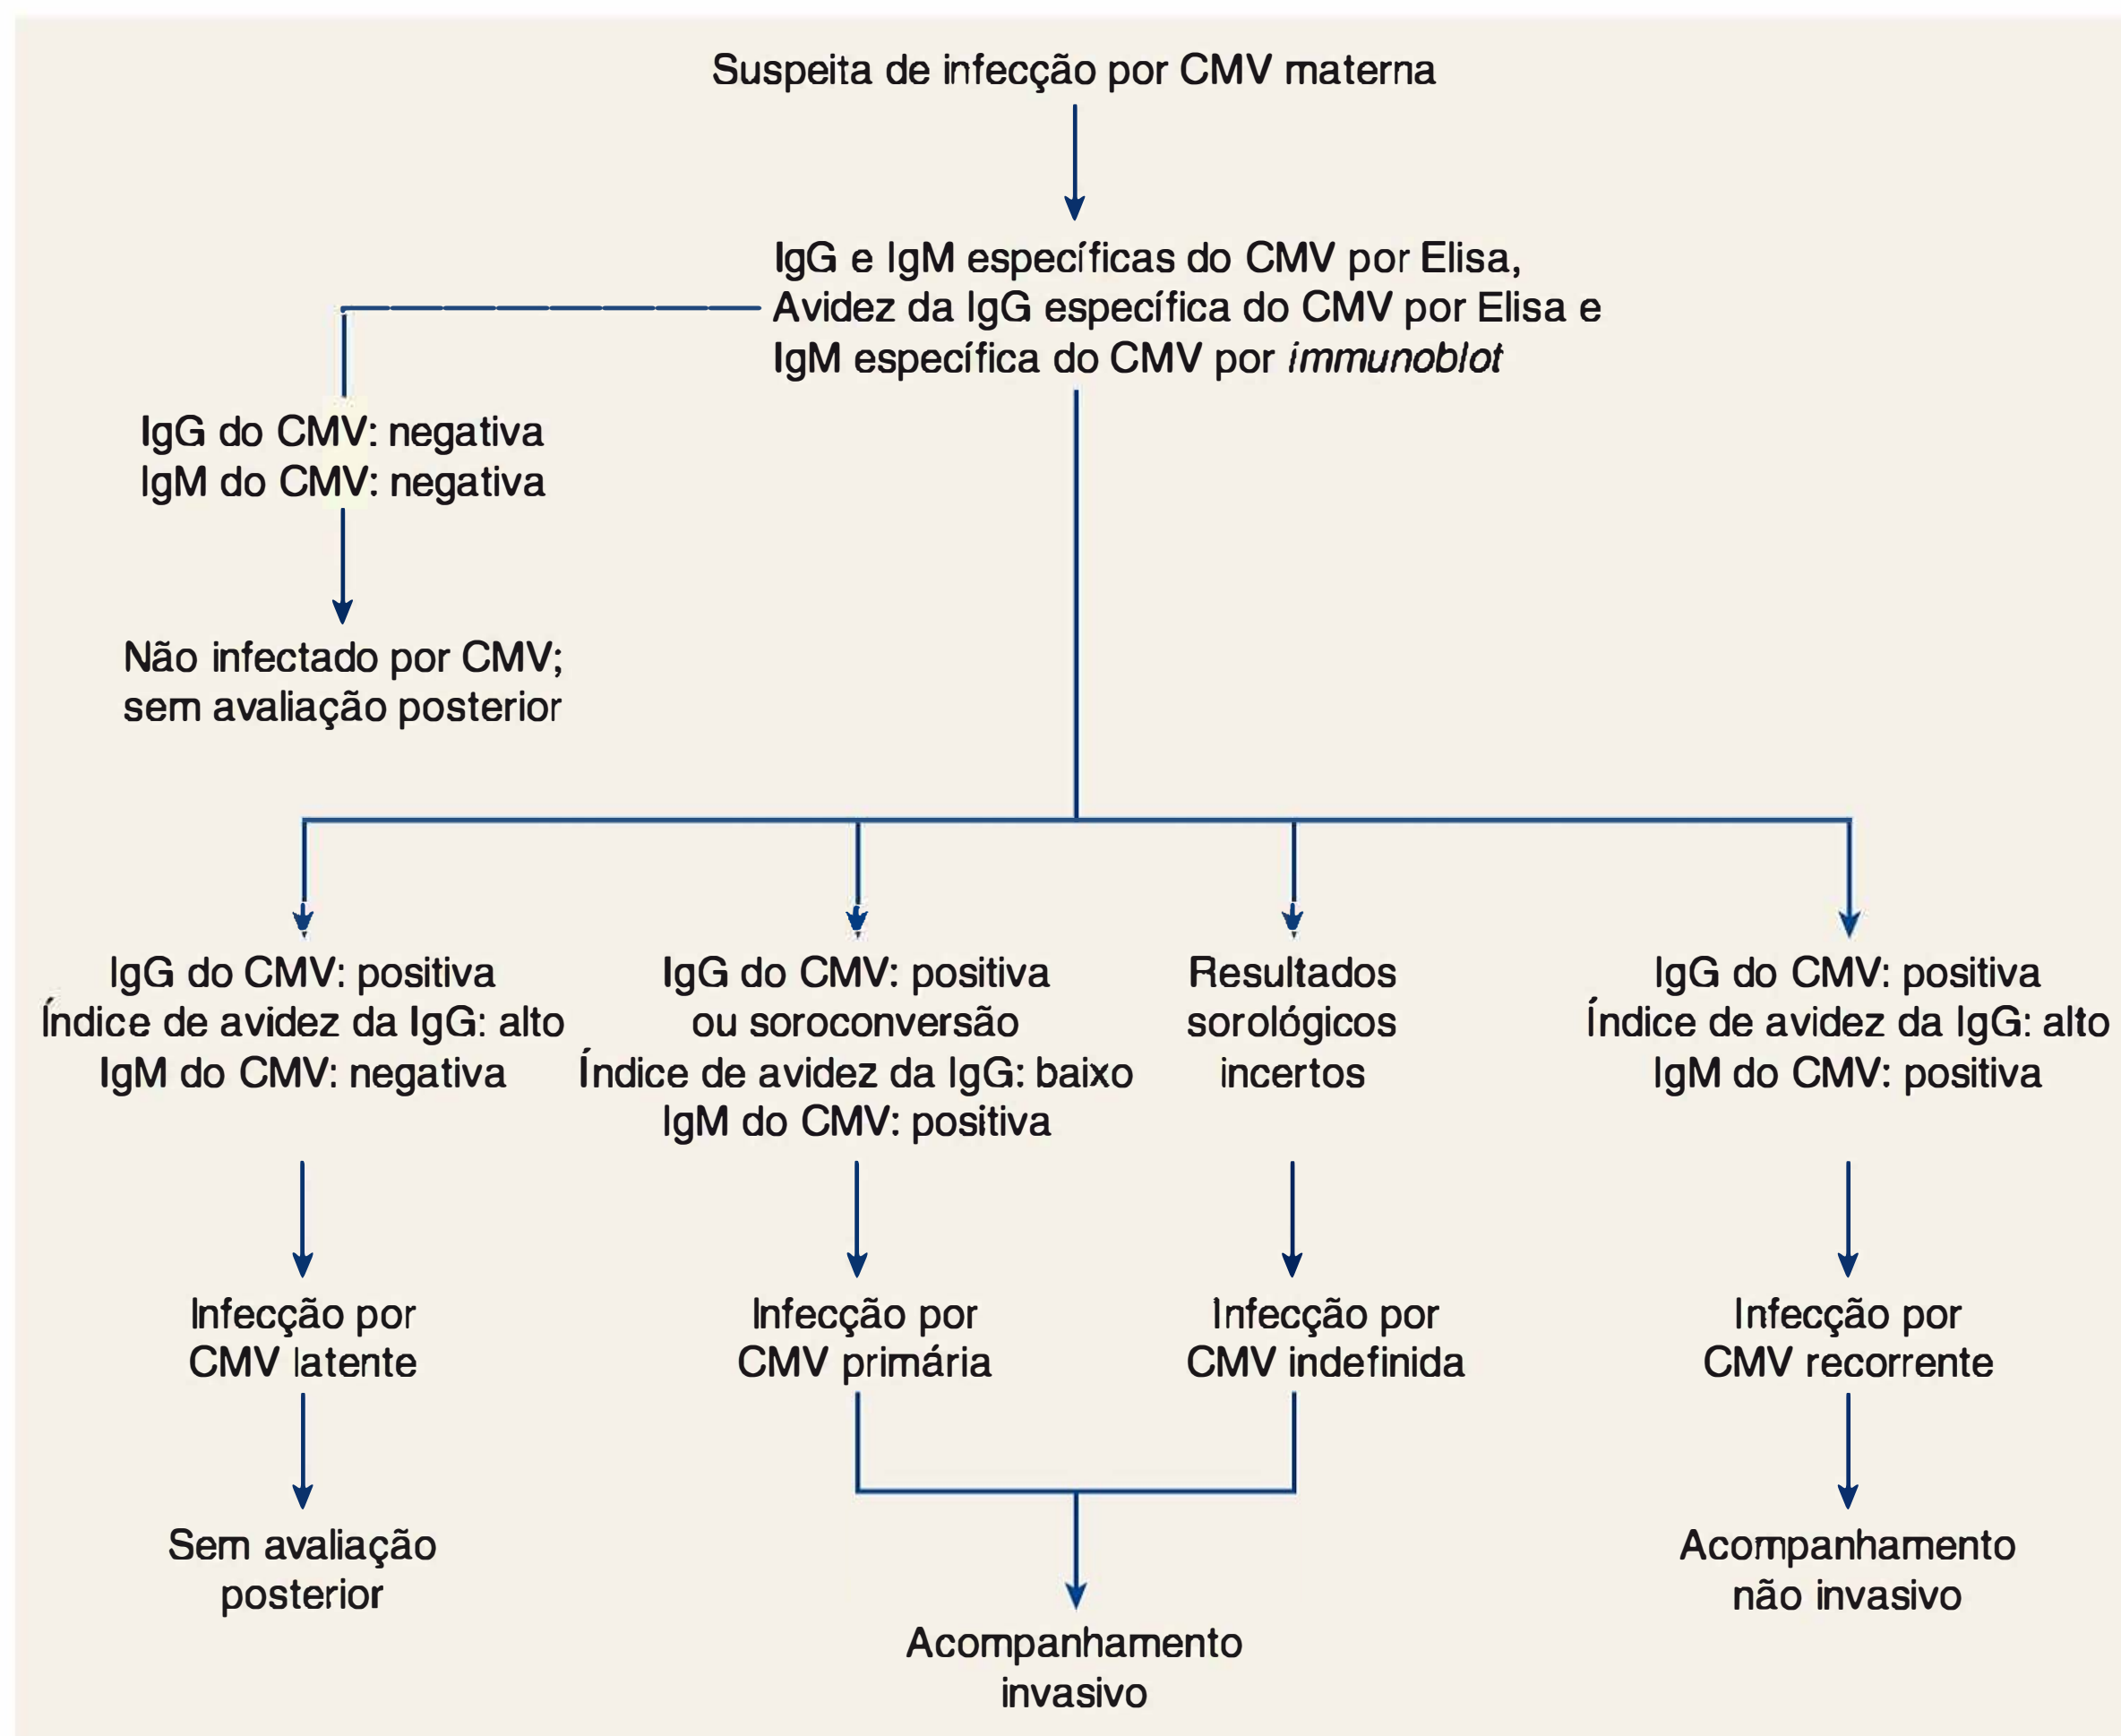 Suspeita de infecção por CMV materna
IgG e IgM específicas do CMV por Elisa,
Avidez da IgG específica do CMV por Elisa e
IgM específica do CMV por immunoblot
IgG do CMV: negativa
IgM do CMV: negativa
Não infectado por CMV;
sem avaliação posterior
IgG do CMV: positiva
Índice de avidez da IgG: alto
IgM do CMV: negativa
IgG do CMV: positiva
ou soroconversão
Índice de avidez da IgG: baixo
IgM do CMV: positiva
Resultados
sorológicos
incertos
IgG do CMV: positiva
Índice de avidez da IgG: alto
IgM do CMV: positiva
Infecção por
CMV latente
Infecção por
CMV primária
Infecção por
CMV indefinida
Infecção por
CMV recorrente
Sem avaliação
posterior
Acompanhamento
invasivo
Acompanhamento
não invasivo